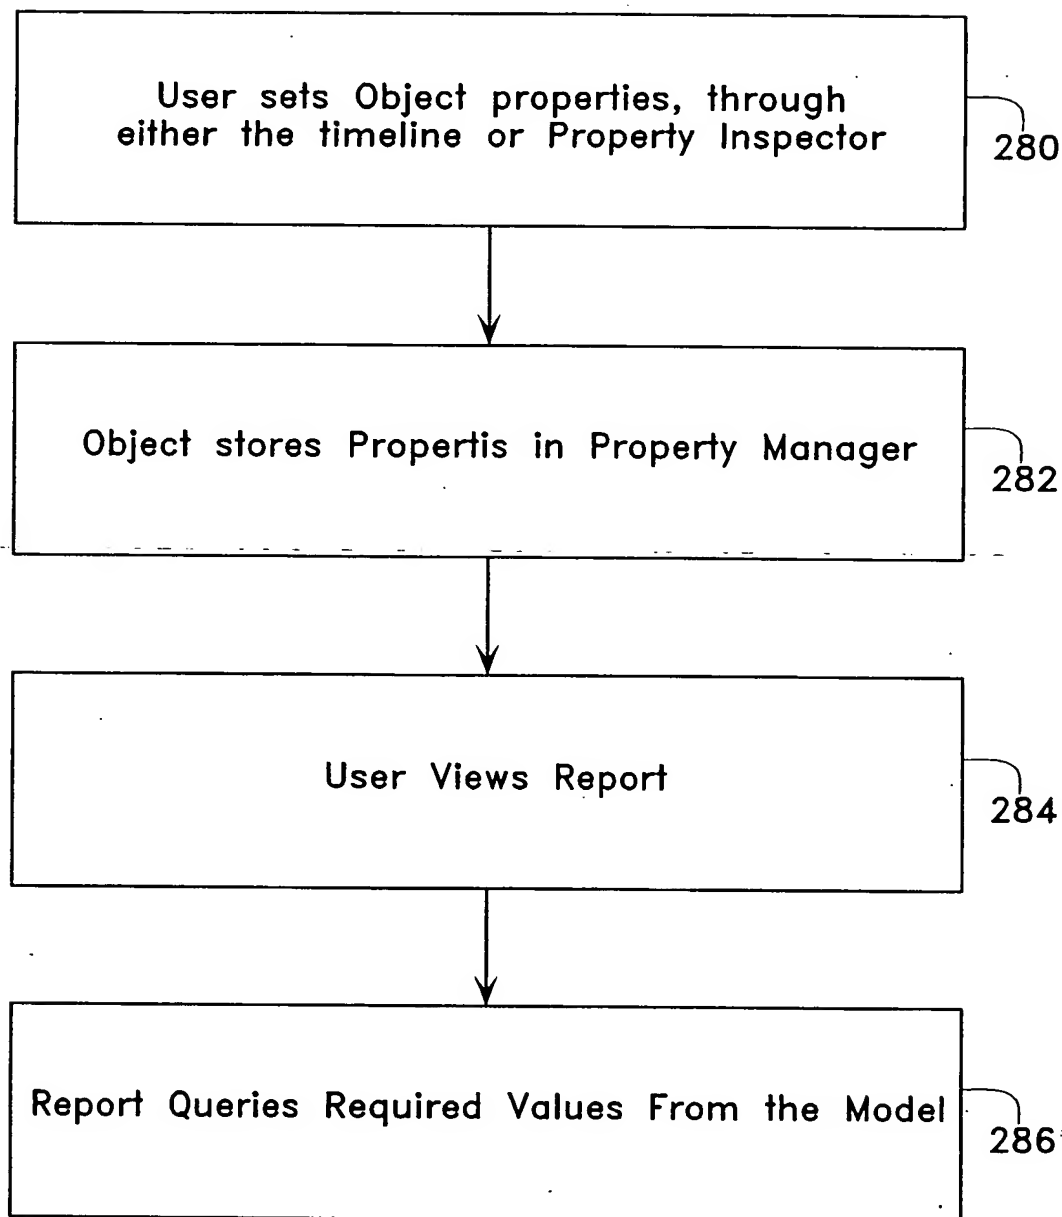 User sets Object properties, through
either the timeline or Property Inspector
280
Object stores Propertis in Property Manager
282
User Views Report
284
Report Queries Required Values From the Model
286